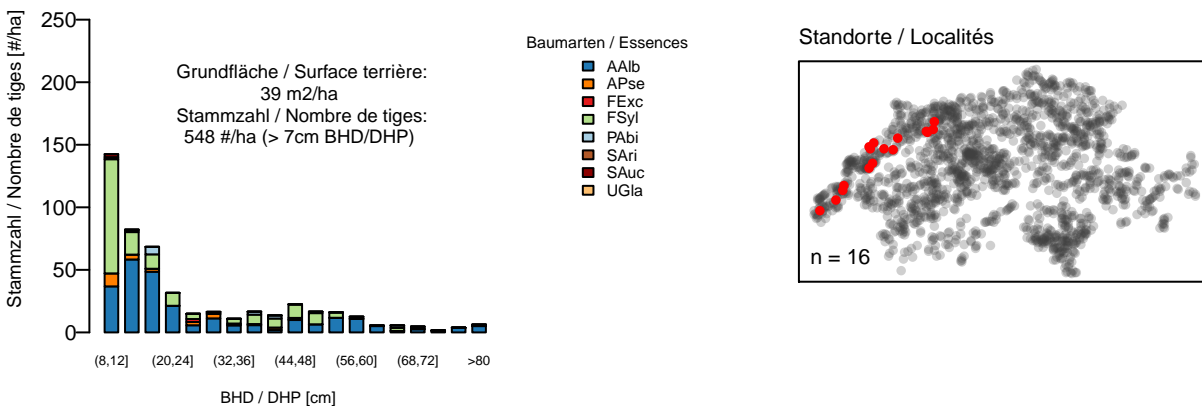 250
200
150
100
50
0
Stammzahl / Nombre de tiges [#/ha]
Grundfläche / Surface terrière:
39 m2/ha
Stammzahl / Nombre de tiges:
548 #/ha (> 7cm BHD/DHP)
(8,12]
(20,24]
(32,36]
(44,48]
(56,60]
(68,72]
>80
BHD / DHP [cm]
Baumarten / Essences
AAlb
APse
FExc
FSyl
PAbi
SAri
SAuc
UGla
Standorte / Localités
n = 16